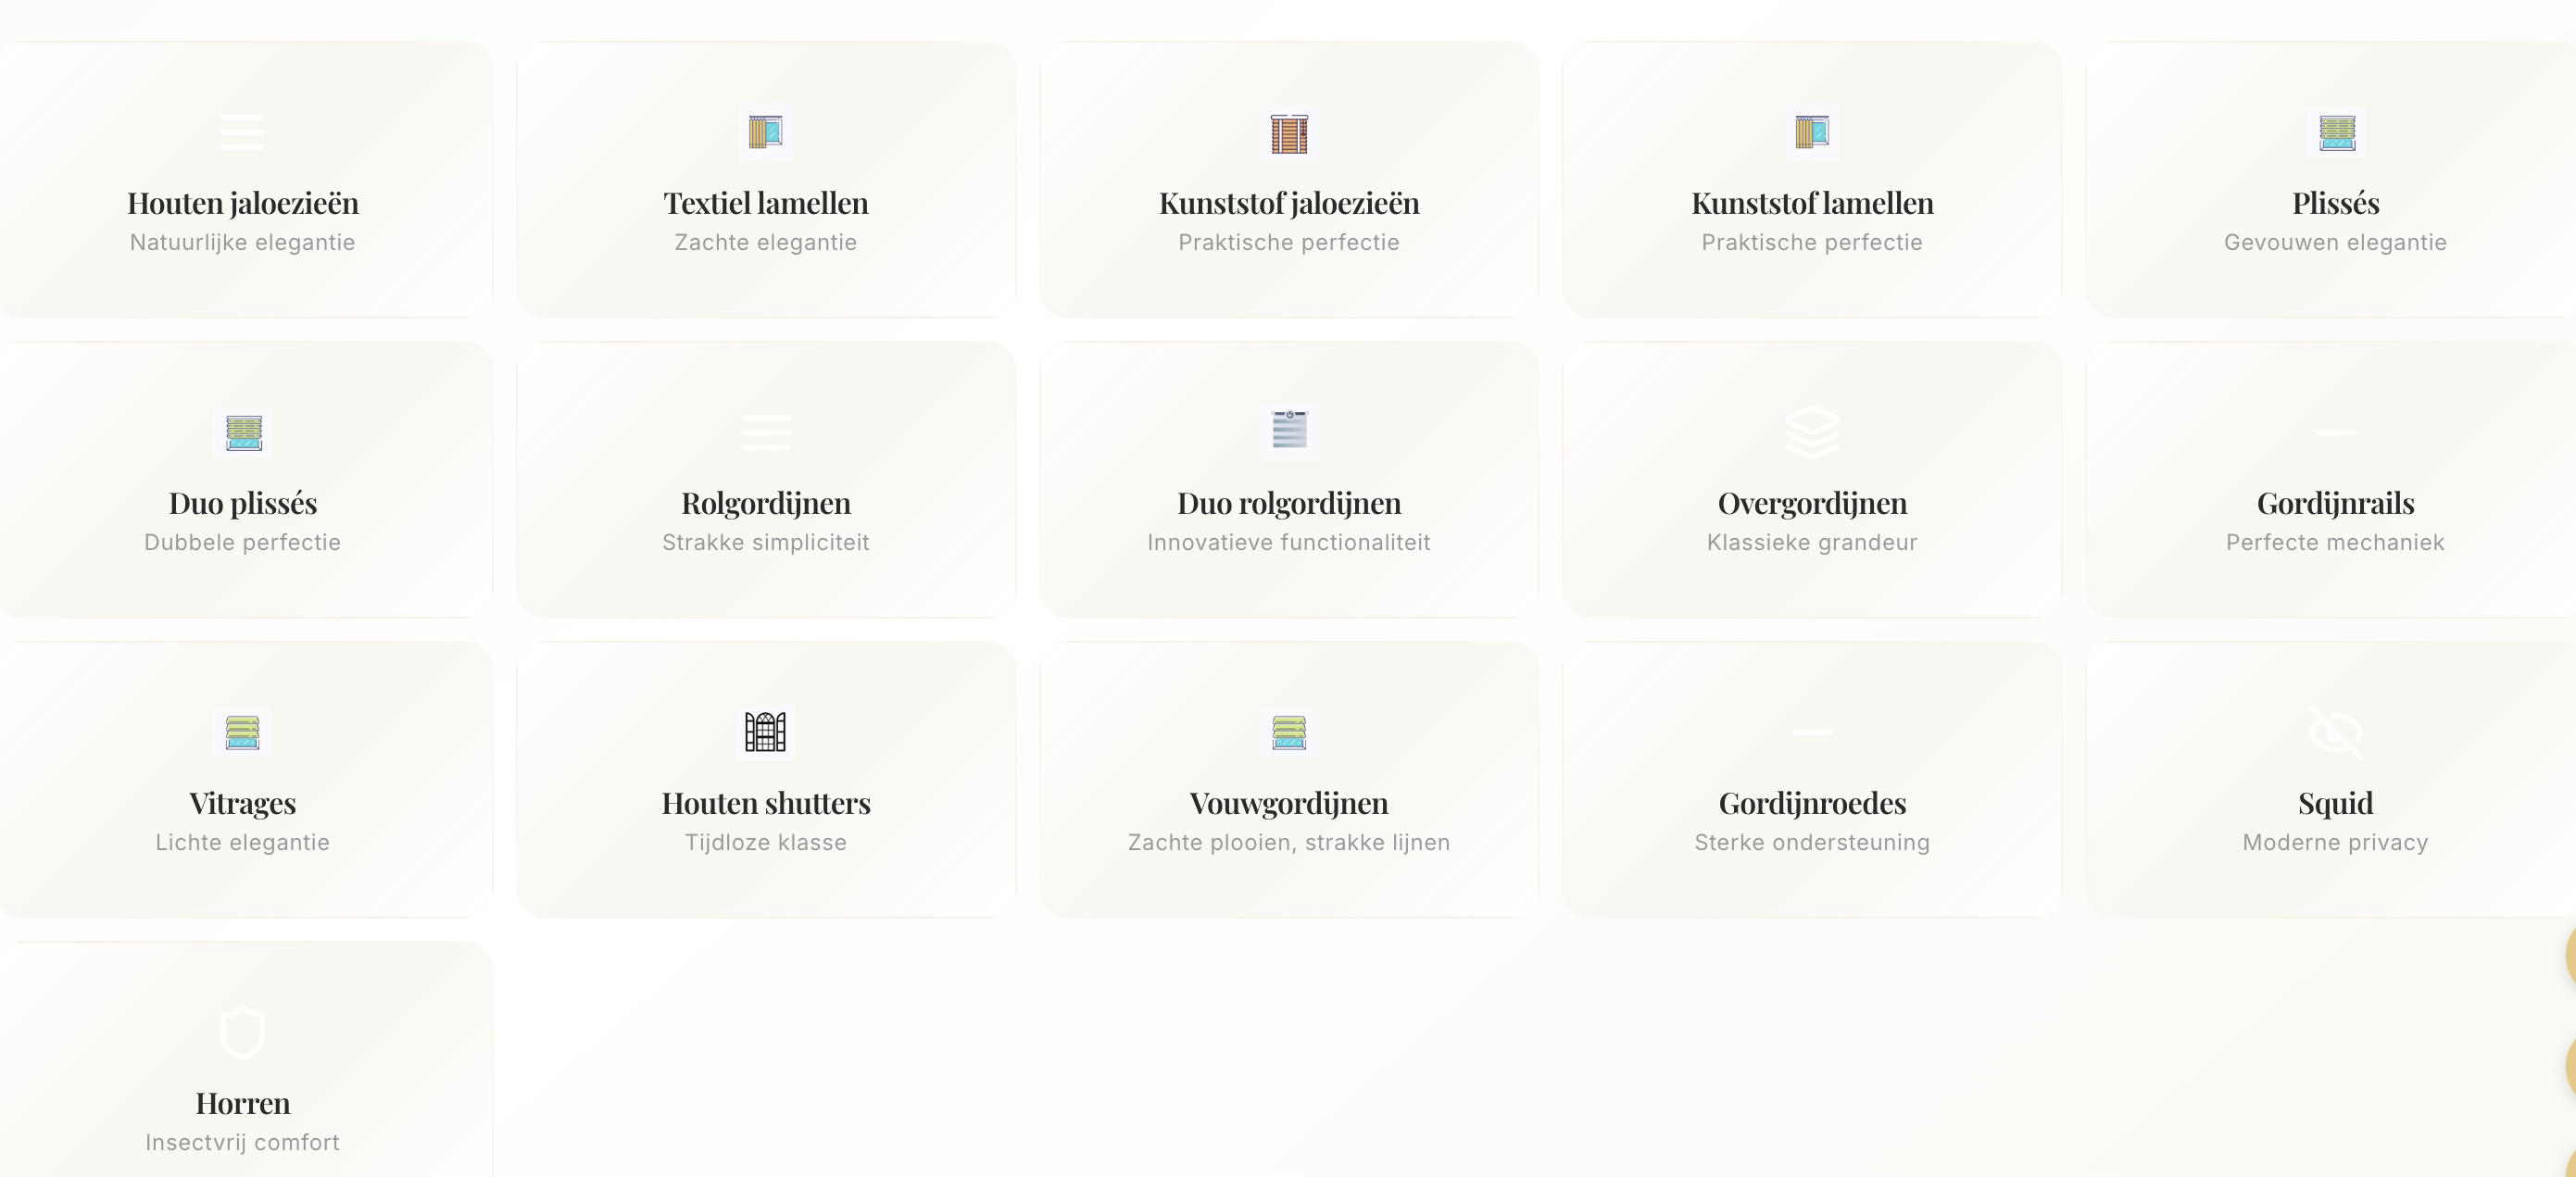 Houten jaloezieën
Natuurlijke elegantie
Textiel lamellen
Zachte elegantie
Kunststof jaloezieën
Praktische perfectie
Kunststof lamellen
Praktische perfectie
Plissés
Gevouwen elegantie
Duo plissés
Dubbele perfectie
Rolgordijnen
Strakke simpliciteit
Duo rolgordijnen
Innovatieve functionaliteit
Overgordijnen
Klassieke grandeur
Gordijnrails
Perfecte mechaniek
Vitrages
Lichte elegantie
Houten shutters
Tijdloze klasse
Vouwgordijnen
Zachte plooien, strakke lijnen
Gordijnroedes
Sterke ondersteuning
Squid
Moderne privacy
Horren
Insectvrij comfort